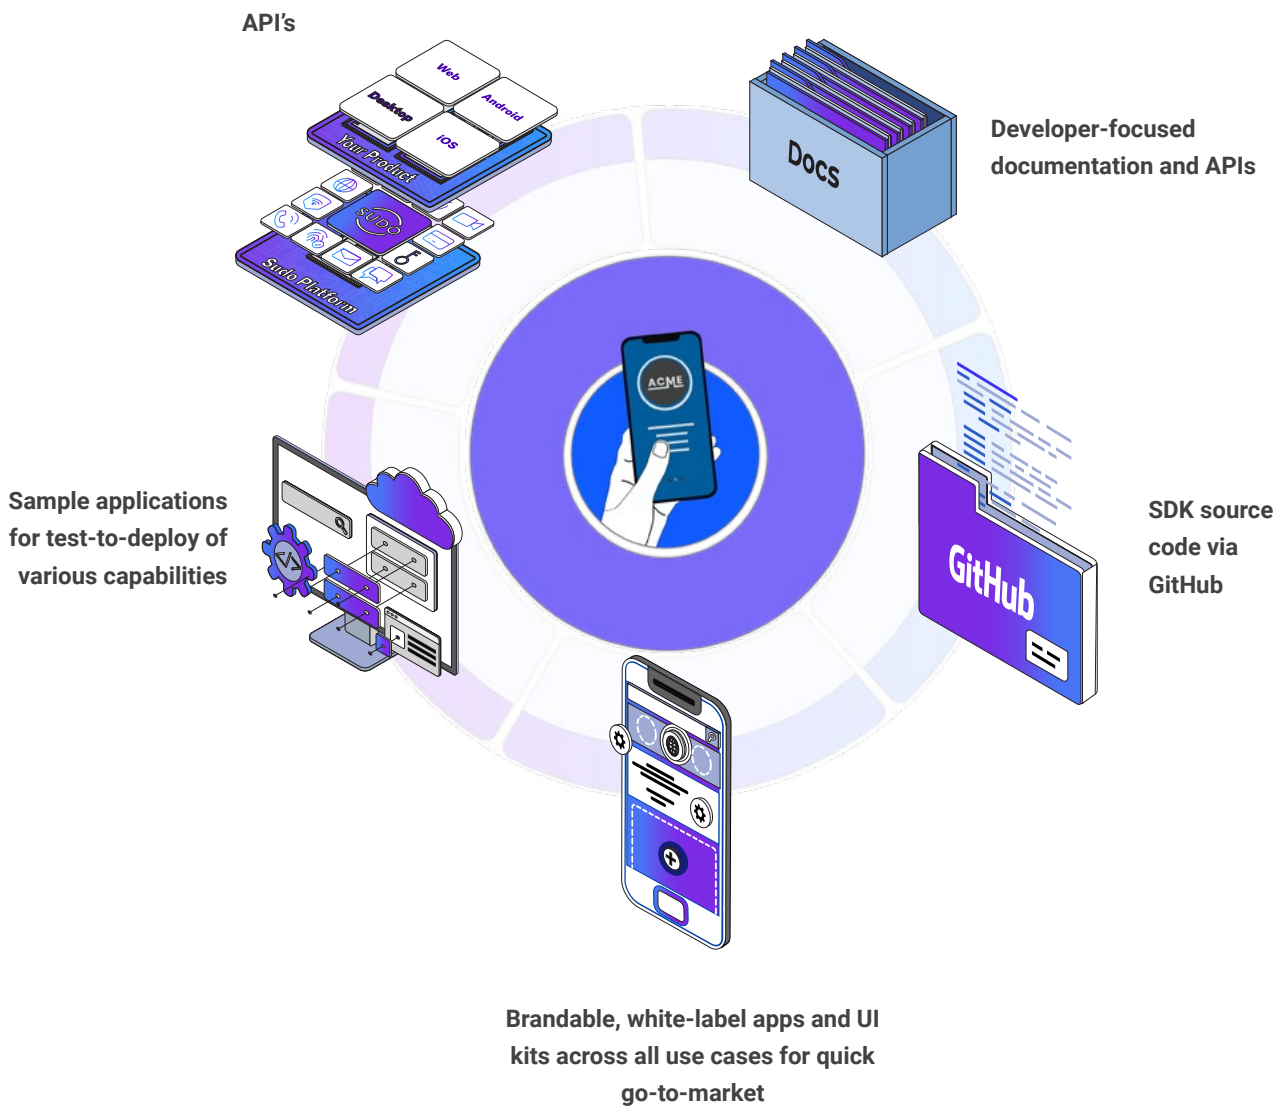 API’s
Web
Desktop
Android
iOS
Your Product
SUDO
Sudo Platform
Docs
Developer-focused
documentation and APIs
ACME
Sample applications
for test-to-deploy of
various capabilities
</>
GitHub
SDK source
code via
GitHub
Brandable, white-label apps and UI
kits across all use cases for quick
go-to-market